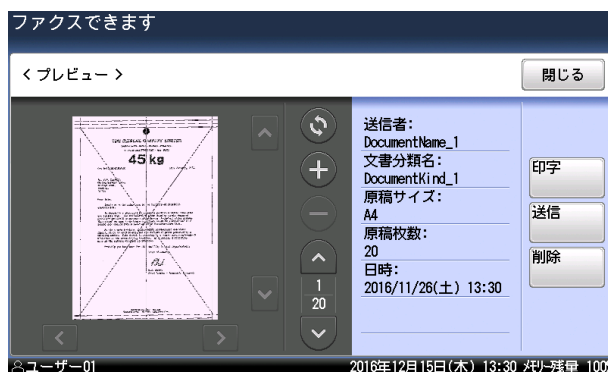 ファクスできます
< プレビュー >
閉じる
45 kg
1
20
送信者:
DocumentName_1
文書分類名:
DocumentKind_1
原稿サイズ:
A4
原稿枚数:
20
日時:
2016/11/26(土) 13:30
印字
送信
削除
ユーザー01
2016年12月15日(木) 13:30 メモリー残量 100